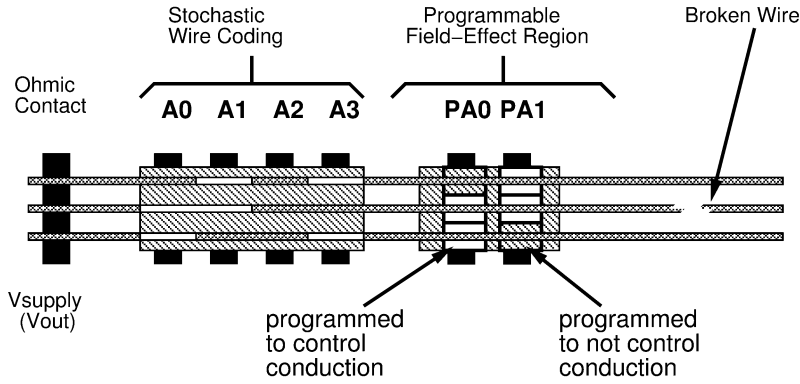 Stochastic
Wire Coding
Programmable
Field−Effect Region
Broken Wire
Ohmic
Contact
A0 A1 A2 A3
PA0 PA1
Vsupply
(Vout)
programmed
to control
conduction
programmed
to not control
conduction